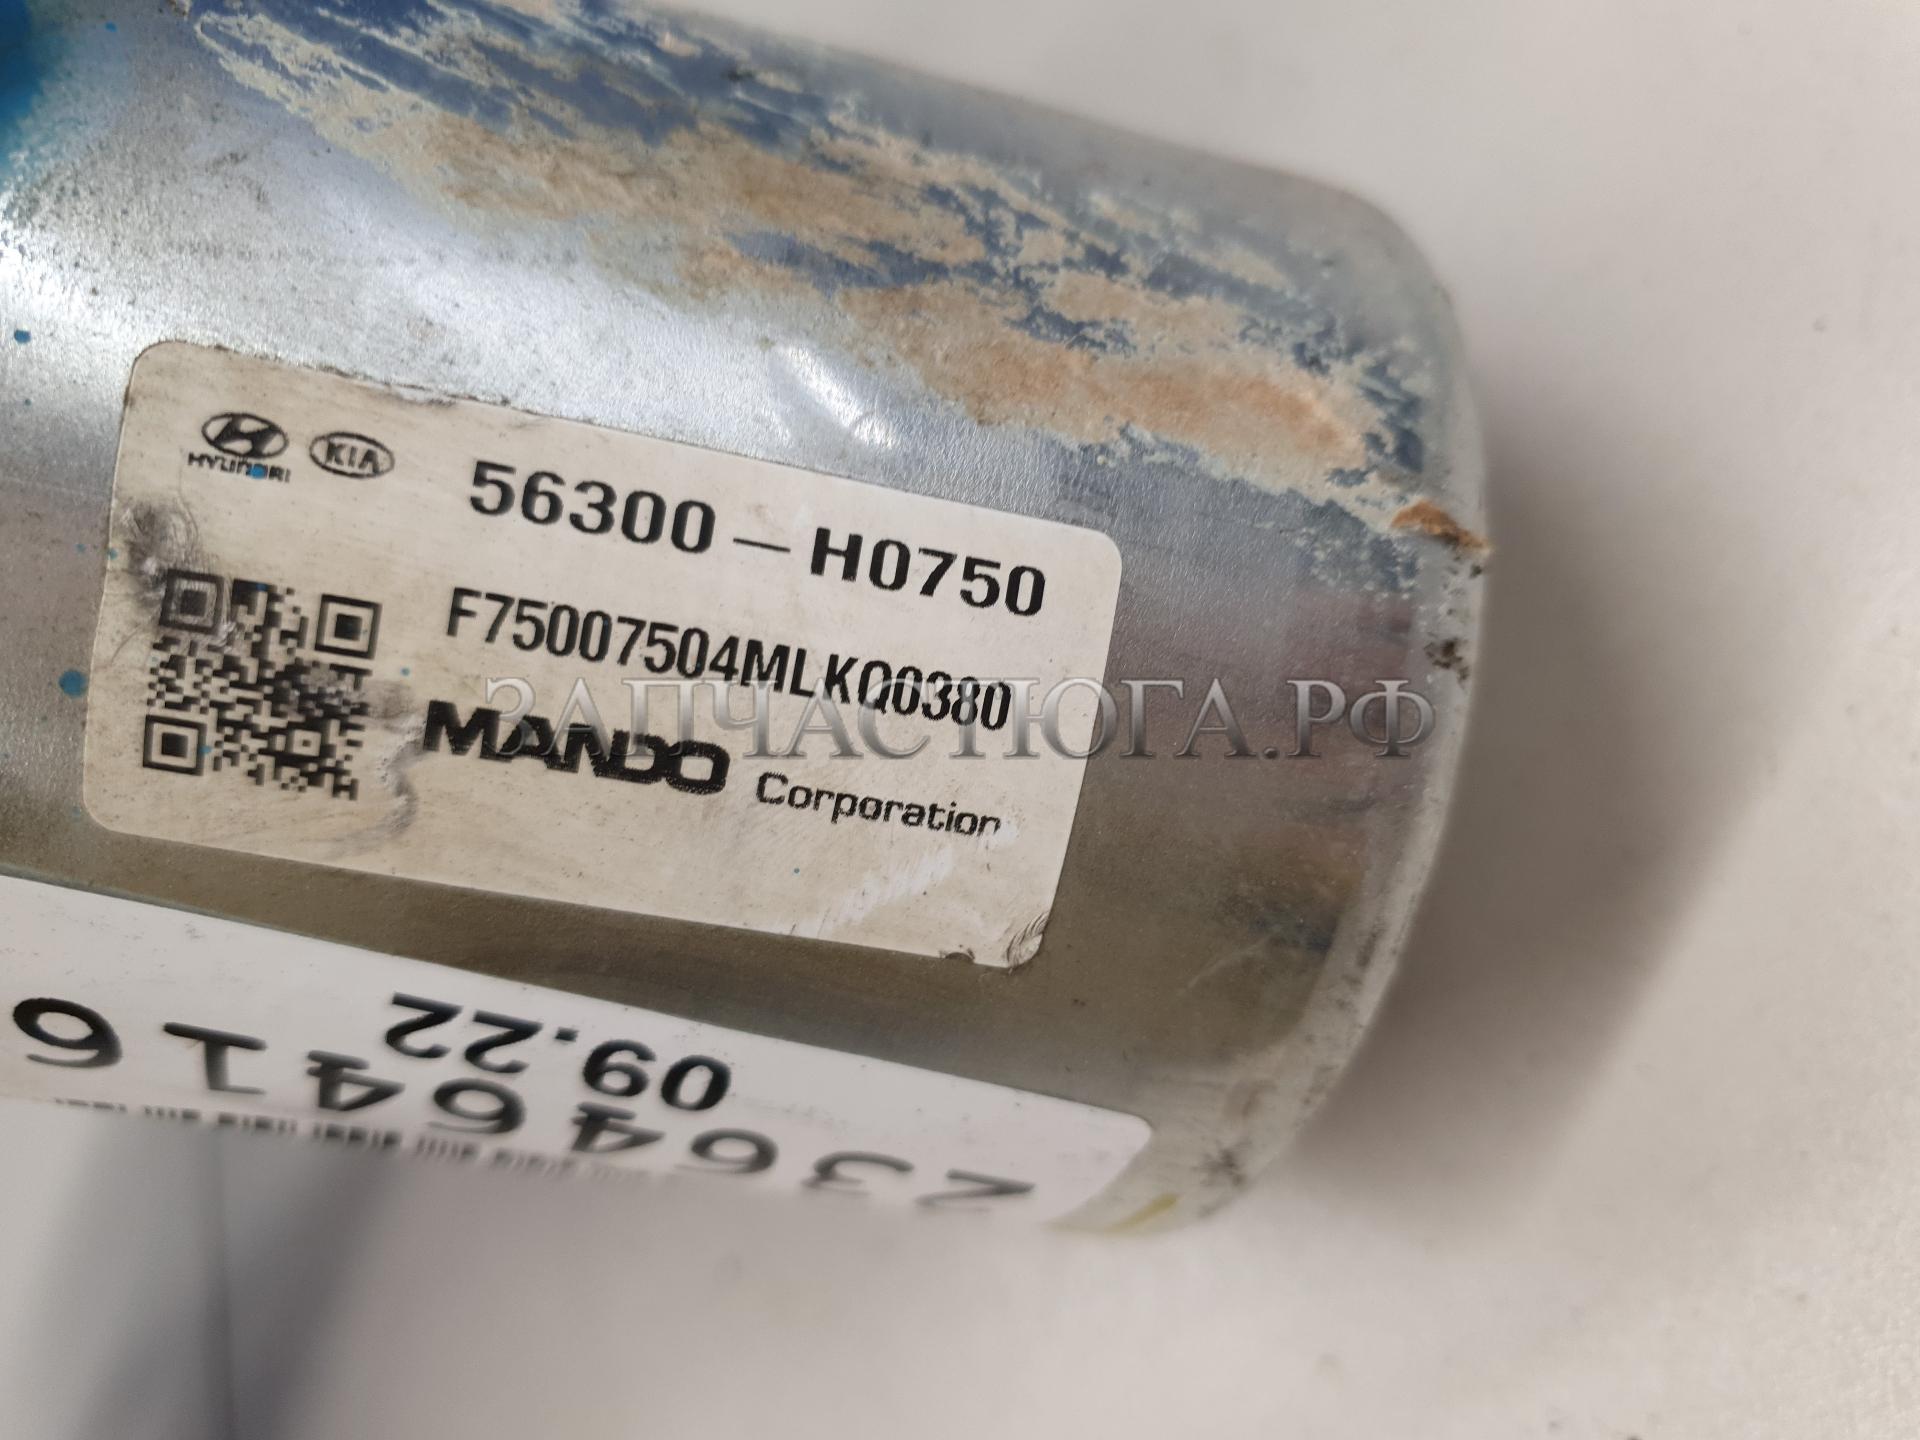 HYUNDAI KIA 56300-H0750
F75007504MLKQ0380
MANDO Corporation
ЗАПЧАСТЮГА.РФ
09.22
23646416